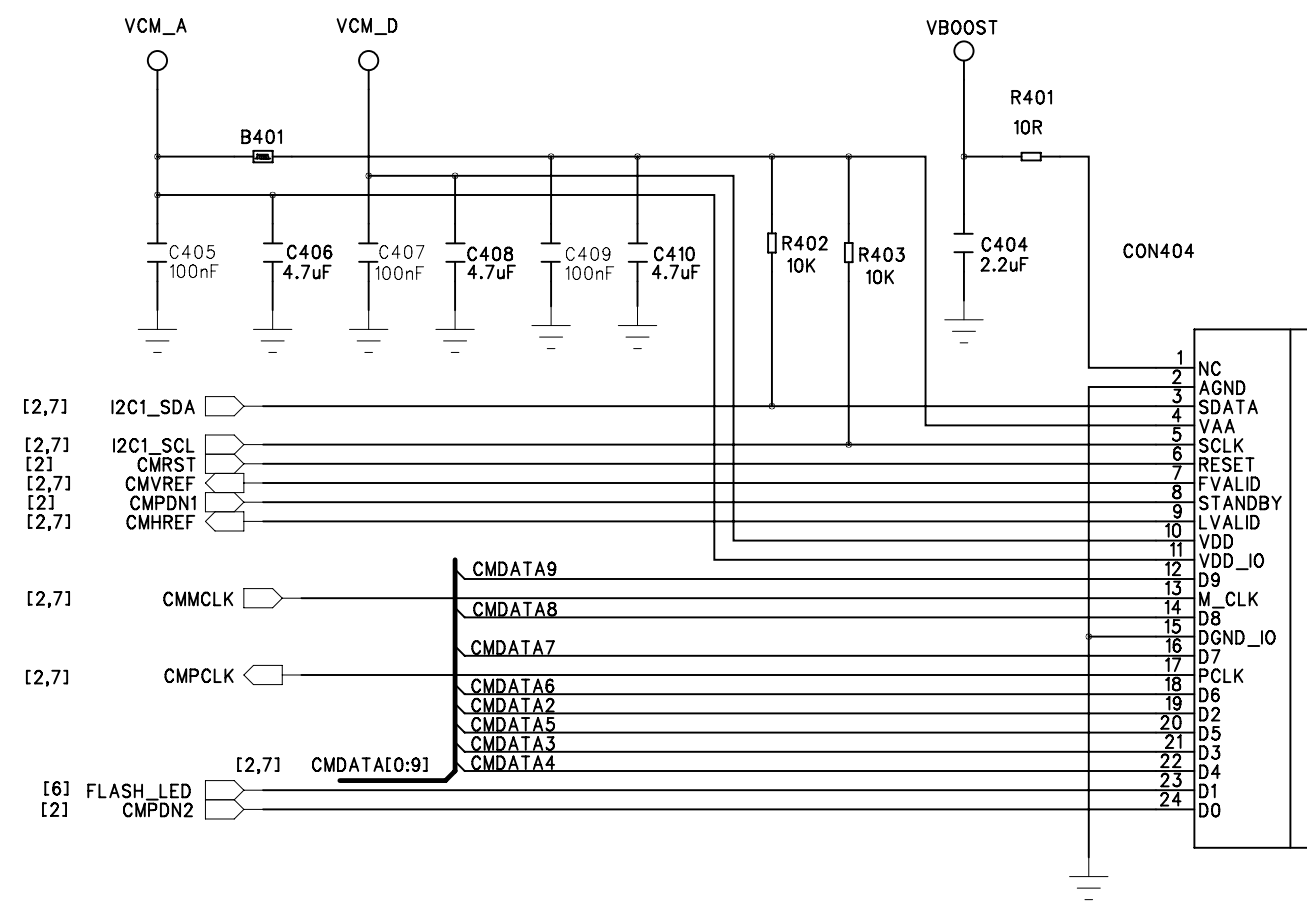 VCM_A
VCM_D
VBOOST
R401
10R
B401
C405
100nF
C406
4.7uF
C407
100nF
C408
4.7uF
C409
100nF
C410
4.7uF
R402
10K
R403
10K
C404
2.2uF
CON404
1 NC
2 AGND
[2,7] I2C1_SDA 3 SDATA
4 VAA
[2,7] I2C1_SCL 5 SCLK
[2] CMRST 6 RESET
[2,7] CMVREF 7 FVALID
[2] CMPDN1 8 STANDBY
[2,7] CMHREF 9 LVALID
10 VDD
11 VDD_IO
CMDATA9 12 D9
[2,7] CMMCLK 13 M_CLK
CMDATA8 14 D8
15 DGND_IO
CMDATA7 16 D7
[2,7] CMPCLK 17 PCLK
CMDATA6 18 D6
CMDATA2 19 D2
CMDATA5 20 D5
CMDATA3 21 D3
[2,7] CMDATA[0:9] CMDATA4 22 D4
[6] FLASH_LED 23 D1
[2] CMPDN2 24 D0